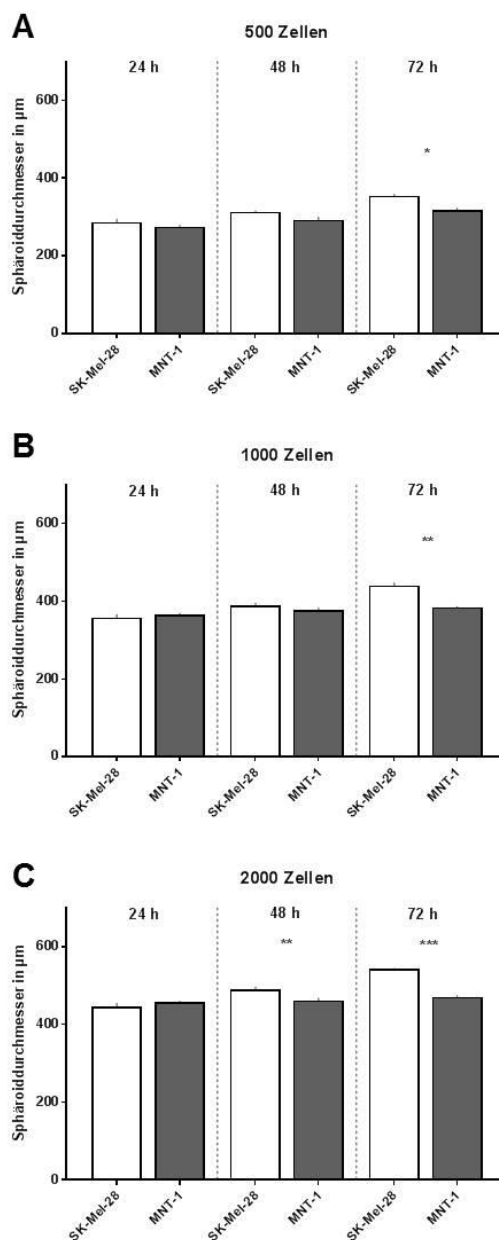 A
500 Zellen
24 h 48 h 72 h
Sphäroiddurchmesser in µm
600
400
200
0
*
SK-Mel-28 MNT-1 SK-Mel-28 MNT-1 SK-Mel-28 MNT-1
B
1000 Zellen
24 h 48 h 72 h
Sphäroiddurchmesser in µm
600
400
200
0
**
SK-Mel-28 MNT-1 SK-Mel-28 MNT-1 SK-Mel-28 MNT-1
C
2000 Zellen
24 h 48 h 72 h
Sphäroiddurchmesser in µm
600
400
200
0
** ***
SK-Mel-28 MNT-1 SK-Mel-28 MNT-1 SK-Mel-28 MNT-1